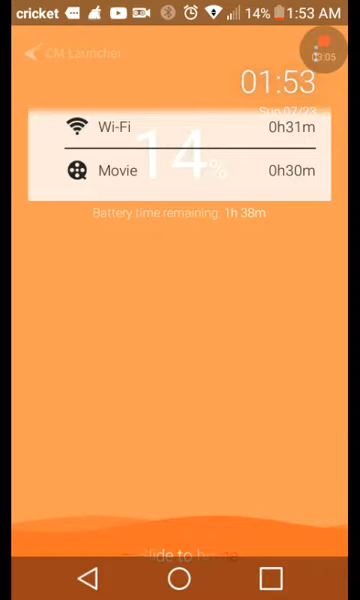 cricket 14% 1:53 AM
CM Launcher
01:53
Sun 07/23
Wi-Fi 0h31m
14%
Movie 0h30m
Battery time remaining: 1h 38m